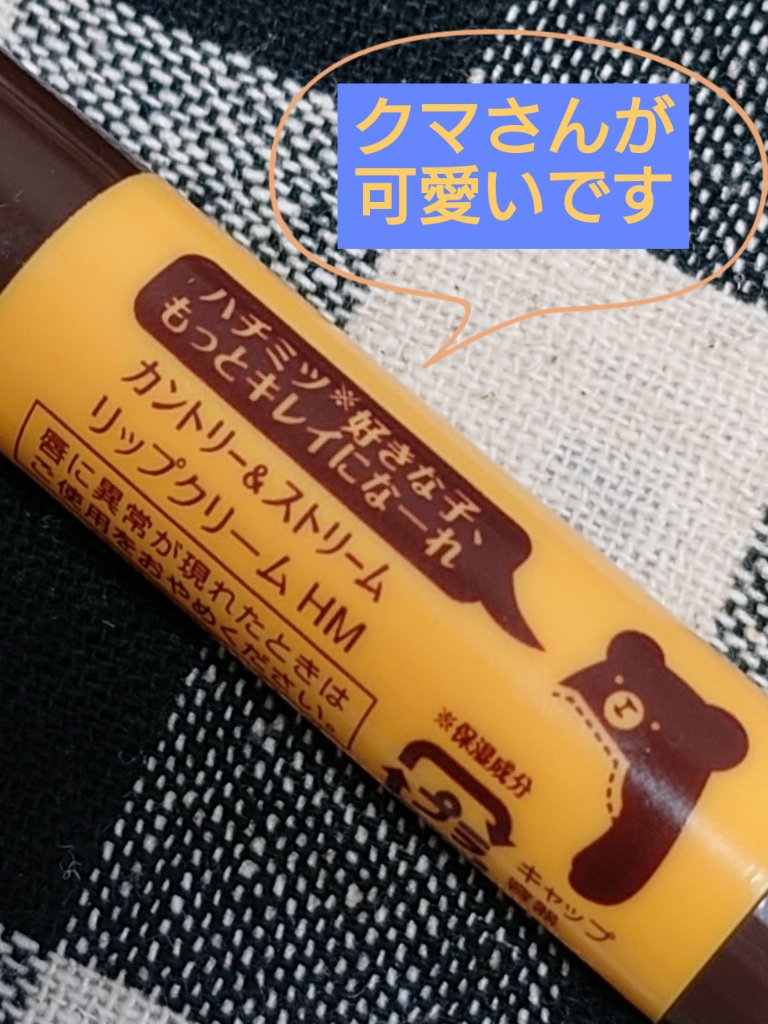 クマさんが
可愛いです
ハチミツ※好きな子、
もっとキレイになーれ
カントリー&ストリーム
リップクリーム HM
唇に異常が現れたときは
ご使用をおやめください。
※保湿成分
プラ
キャップ